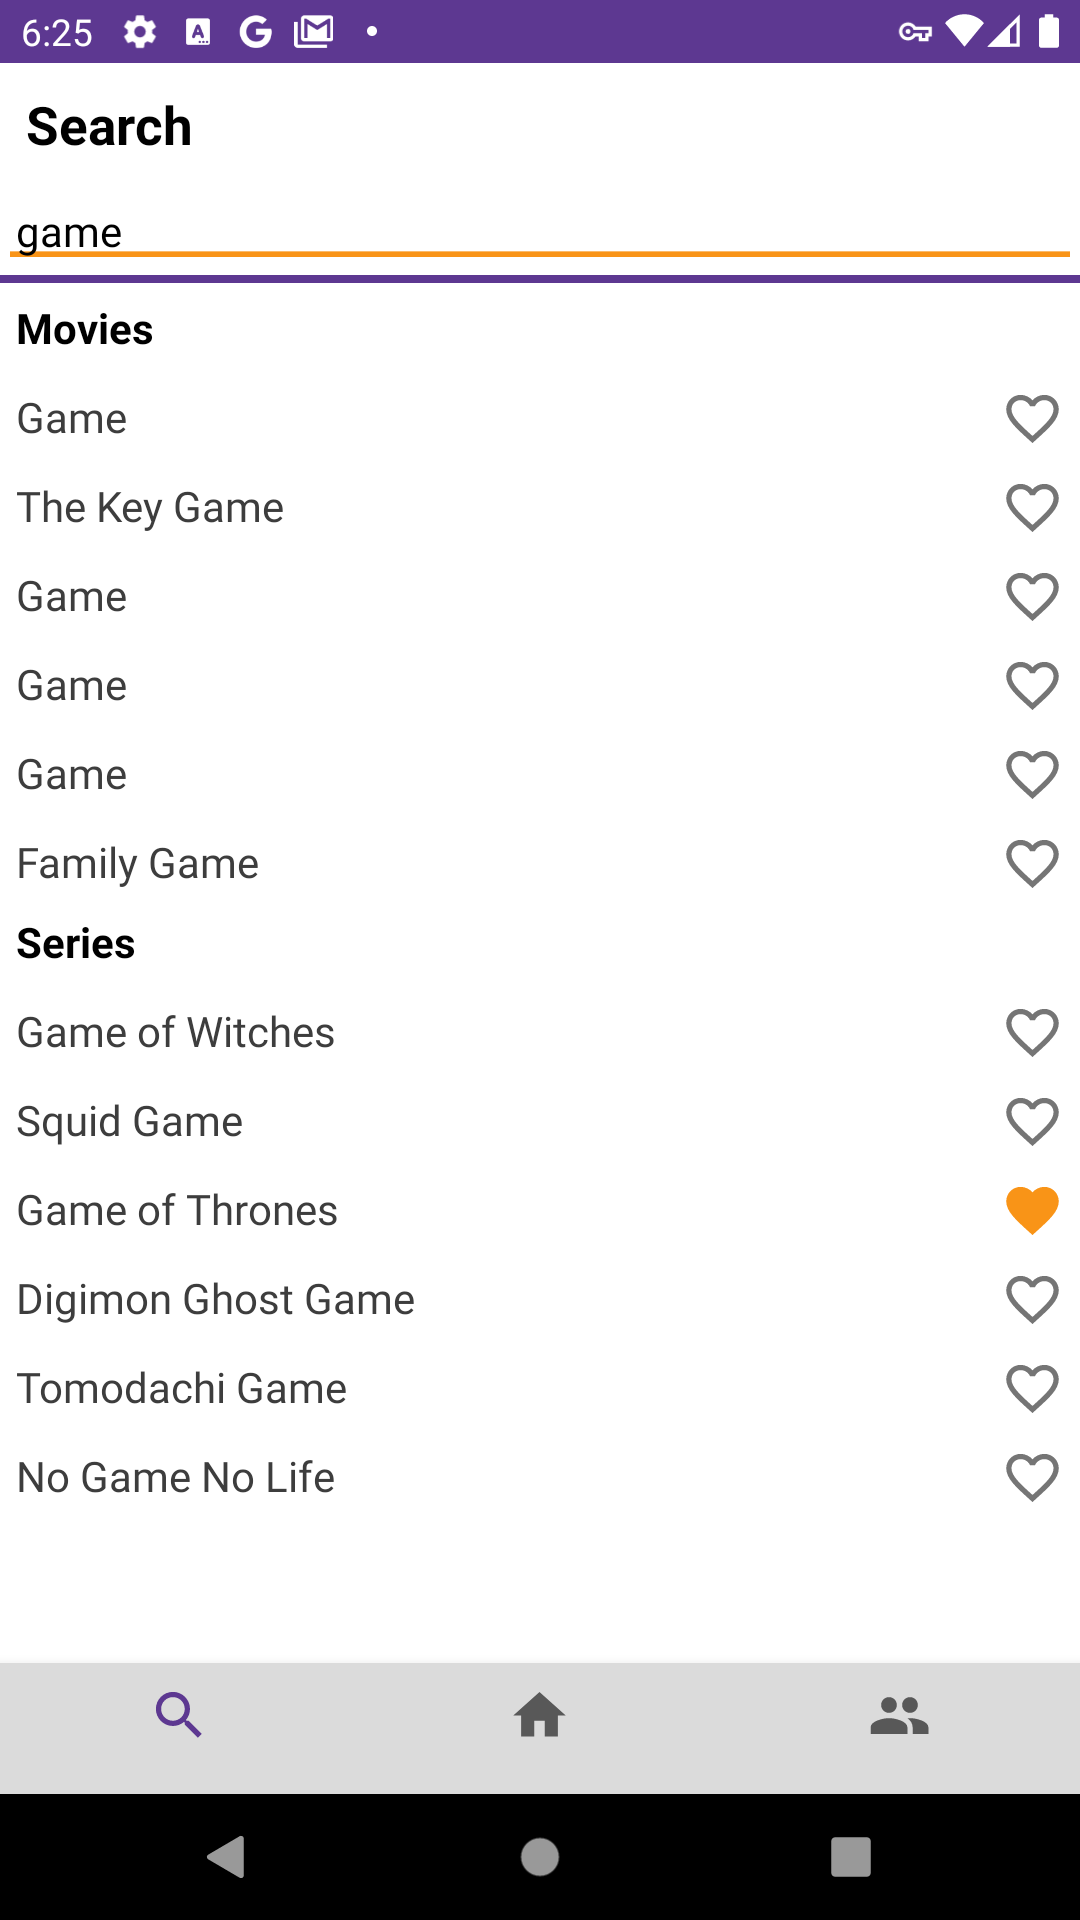 6:25
Search
game
Movies
Game
The Key Game
Game
Game
Game
Family Game
Series
Game of Witches
Squid Game
Game of Thrones
Digimon Ghost Game
Tomodachi Game
No Game No Life